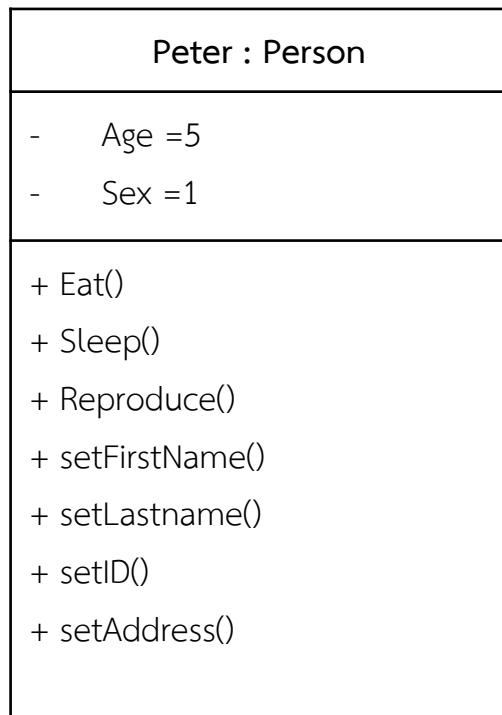 Peter : Person
- Age =5
- Sex =1
+ Eat()
+ Sleep()
+ Reproduce()
+ setFirstName()
+ setLastname()
+ setID()
+ setAddress()